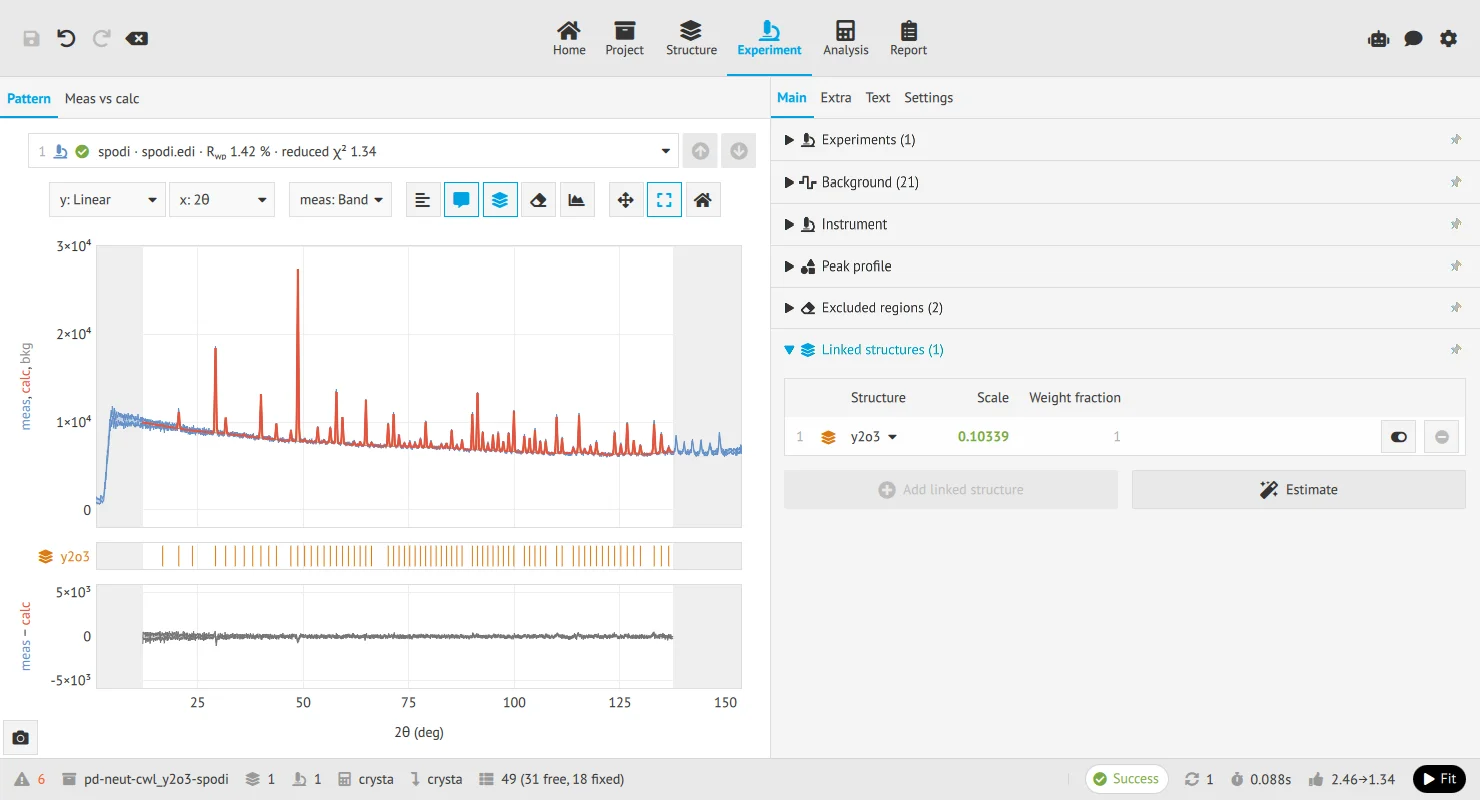 Home Project Structure Experiment Analysis Report
Pattern Meas vs calc
Main Extra Text Settings
1 spodi · spodi.edi · Rwp 1.42 % · reduced χ² 1.34
y: Linear x: 2θ meas: Band
3×10⁴
2×10⁴
1×10⁴
0
meas, calc, bkg
y2o3
5×10³
0
-5×10³
meas − calc
25 50 75 100 125 150
2θ (deg)
Experiments (1)
Background (21)
Instrument
Peak profile
Excluded regions (2)
Linked structures (1)
Structure Scale Weight fraction
1 y2o3 0.10339 1
Add linked structure Estimate
6 pd-neut-cwl_y2o3-spodi 1 1 crysta crysta 49 (31 free, 18 fixed) Success 1 0.088s 2.46→1.34 Fit